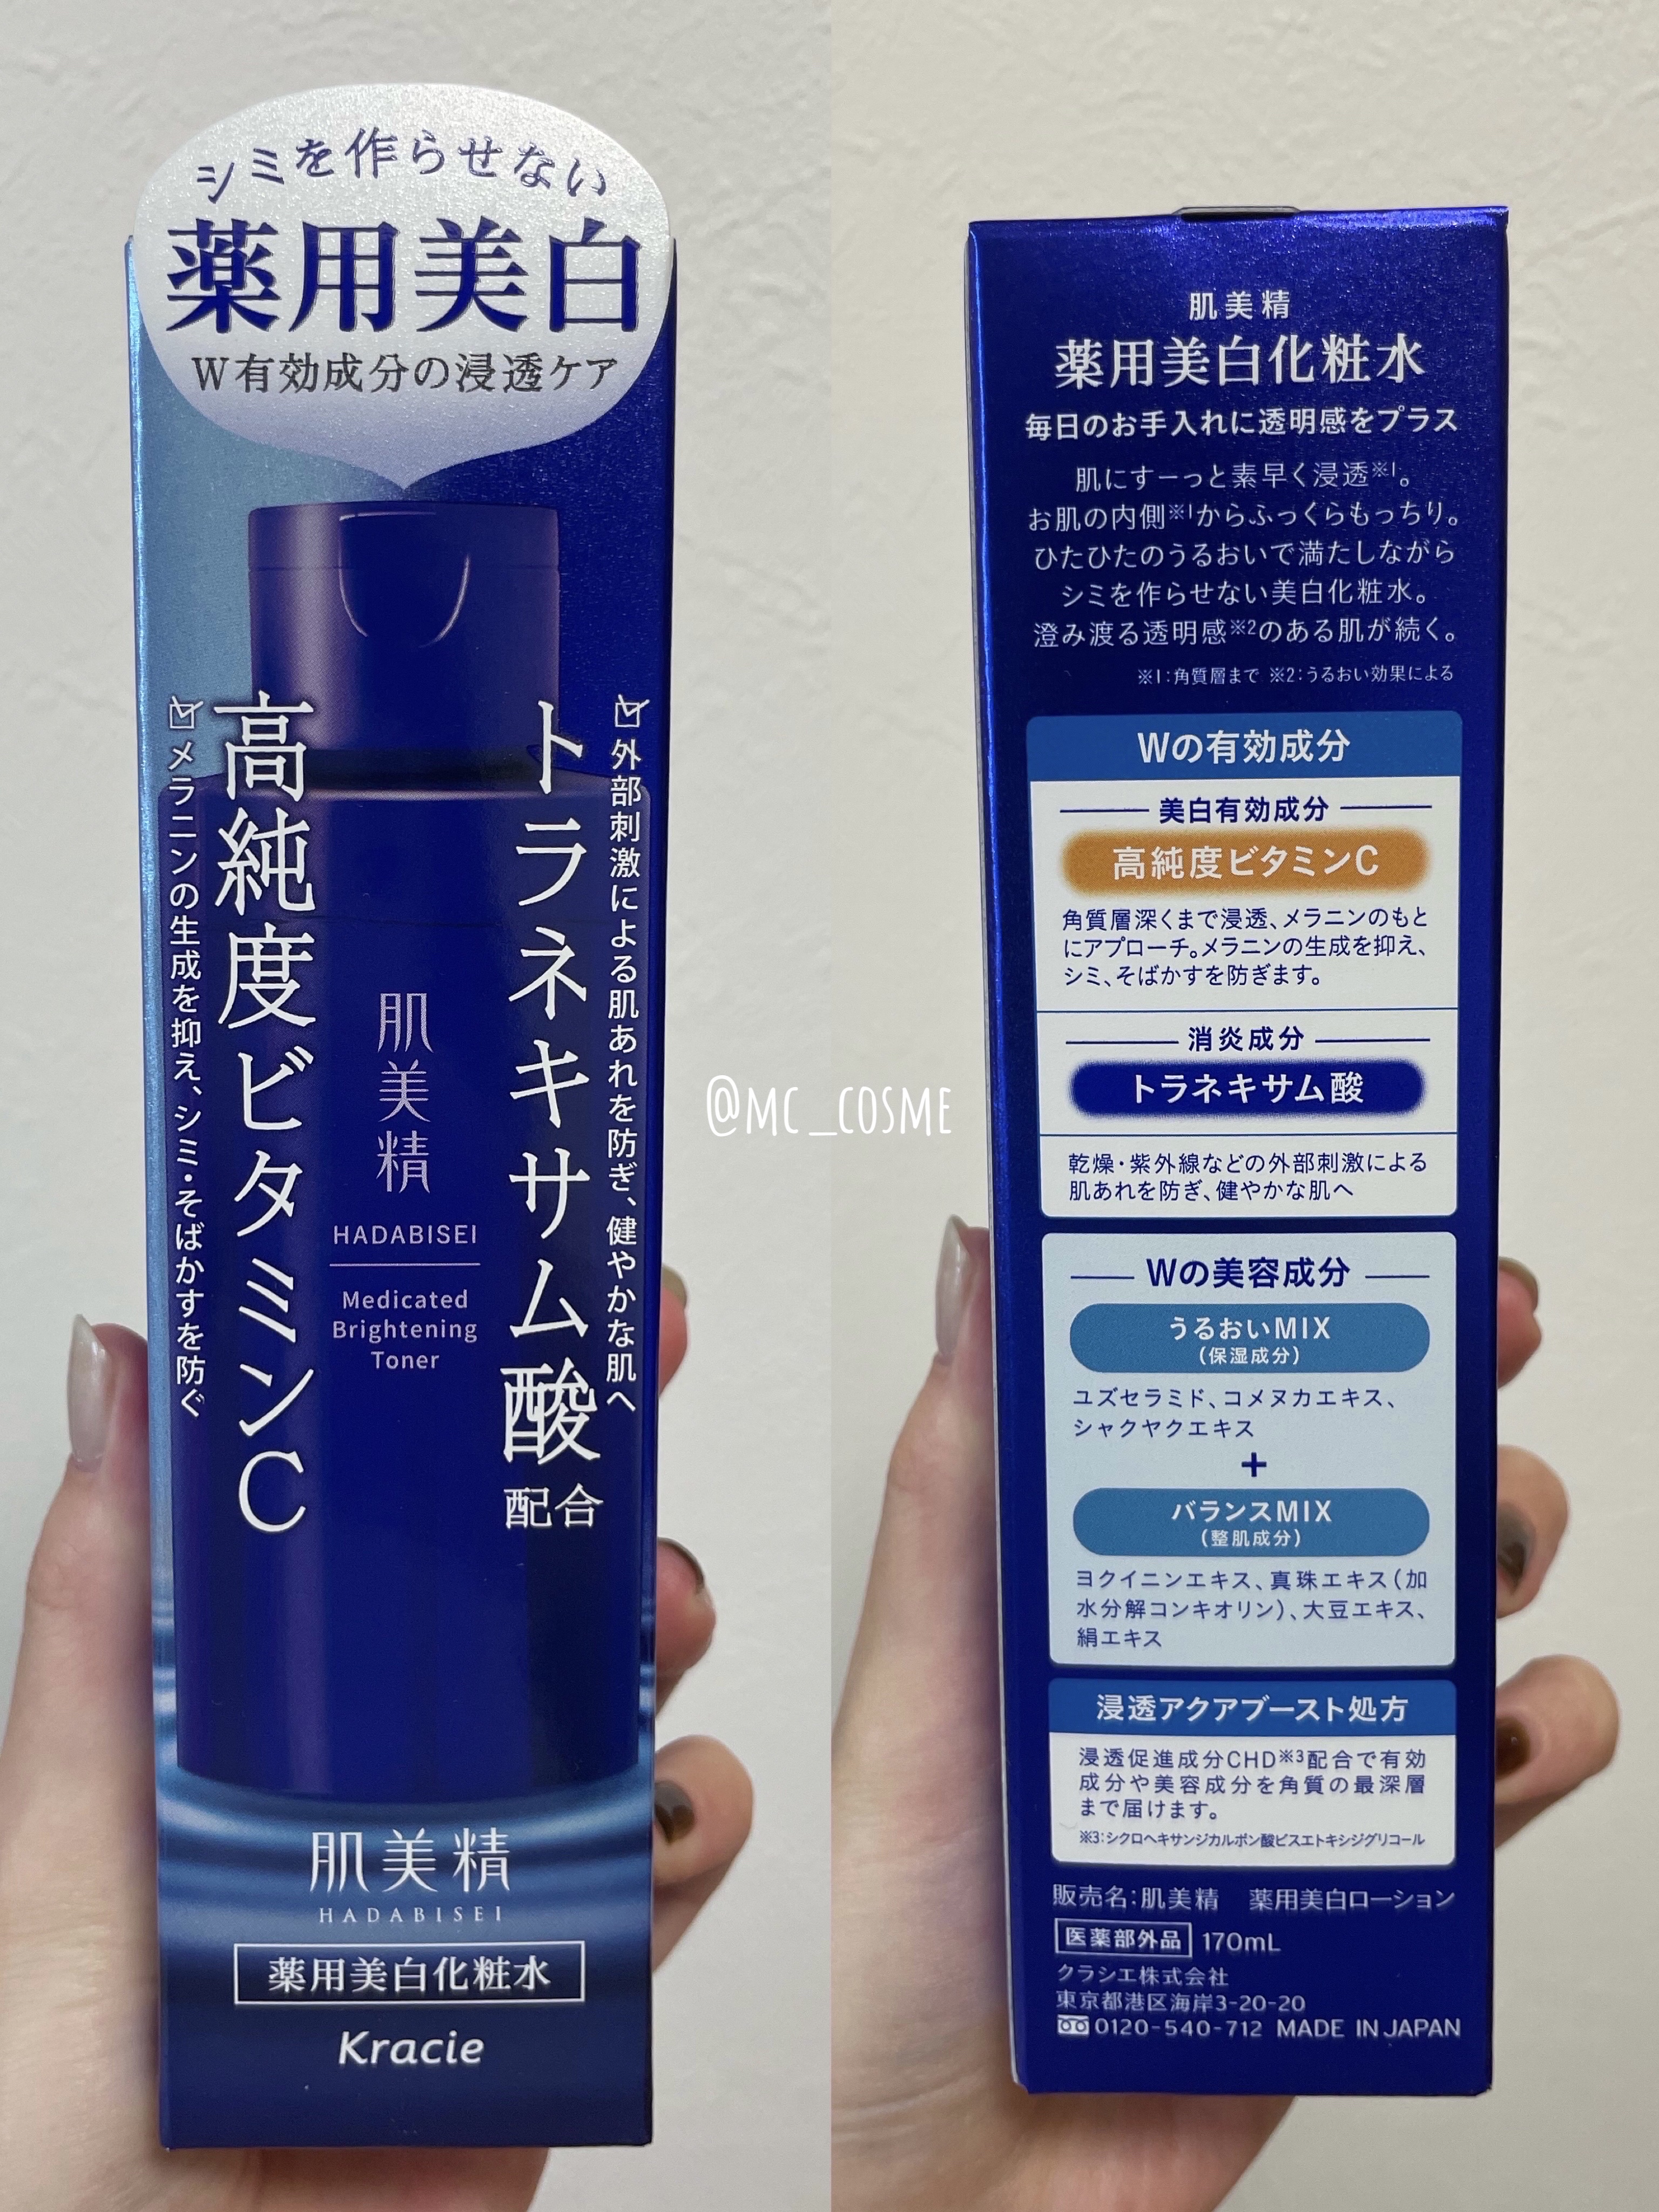 シミを作らせない
薬用美白
W有効成分の浸透ケア
外部刺激による肌あれを防ぎ、健やかな肌へ
トラネキサム酸配合
高純度ビタミンC
メラニンの生成を抑え、シミ・そばかすを防ぐ
肌美精
HADABISEI
Medicated
Brightening
Toner
肌美精
HADABISEI
薬用美白化粧水
Kracie
@MC_COSME
肌美精
薬用美白化粧水
毎日のお手入れに透明感をプラス
肌にすーっと素早く浸透※1。
お肌の内側※1からふっくらもっちり。
ひたひたのうるおいで満たしながら
シミを作らせない美白化粧水。
澄み渡る透明感※2のある肌が続く。
※1：角質層まで ※2：うるおい効果による
Wの有効成分
美白有効成分
高純度ビタミンC
角質層深くまで浸透、メラニンのもと
にアプローチ。メラニンの生成を抑え、
シミ、そばかすを防ぎます。
消炎成分
トラネキサム酸
乾燥・紫外線などの外部刺激による
肌あれを防ぎ、健やかな肌へ
Wの美容成分
うるおいMIX
（保湿成分）
ユズセラミド、コメヌカエキス、
シャクヤクエキス
+
バランスMIX
（整肌成分）
ヨクイニンエキス、真珠エキス（加
水分解コンキオリン）、大豆エキス、
絹エキス
浸透アクアブースト処方
浸透促進成分CHD※3配合で有効
成分や美容成分を角質の最深層
まで届けます。
※3：シクロヘキサンジカルボン酸ビスエトキシジグリコール
販売名：肌美精 薬用美白ローション
医薬部外品 170mL
クラシエ株式会社
東京都港区海岸3-20-20
0120-540-712 MADE IN JAPAN